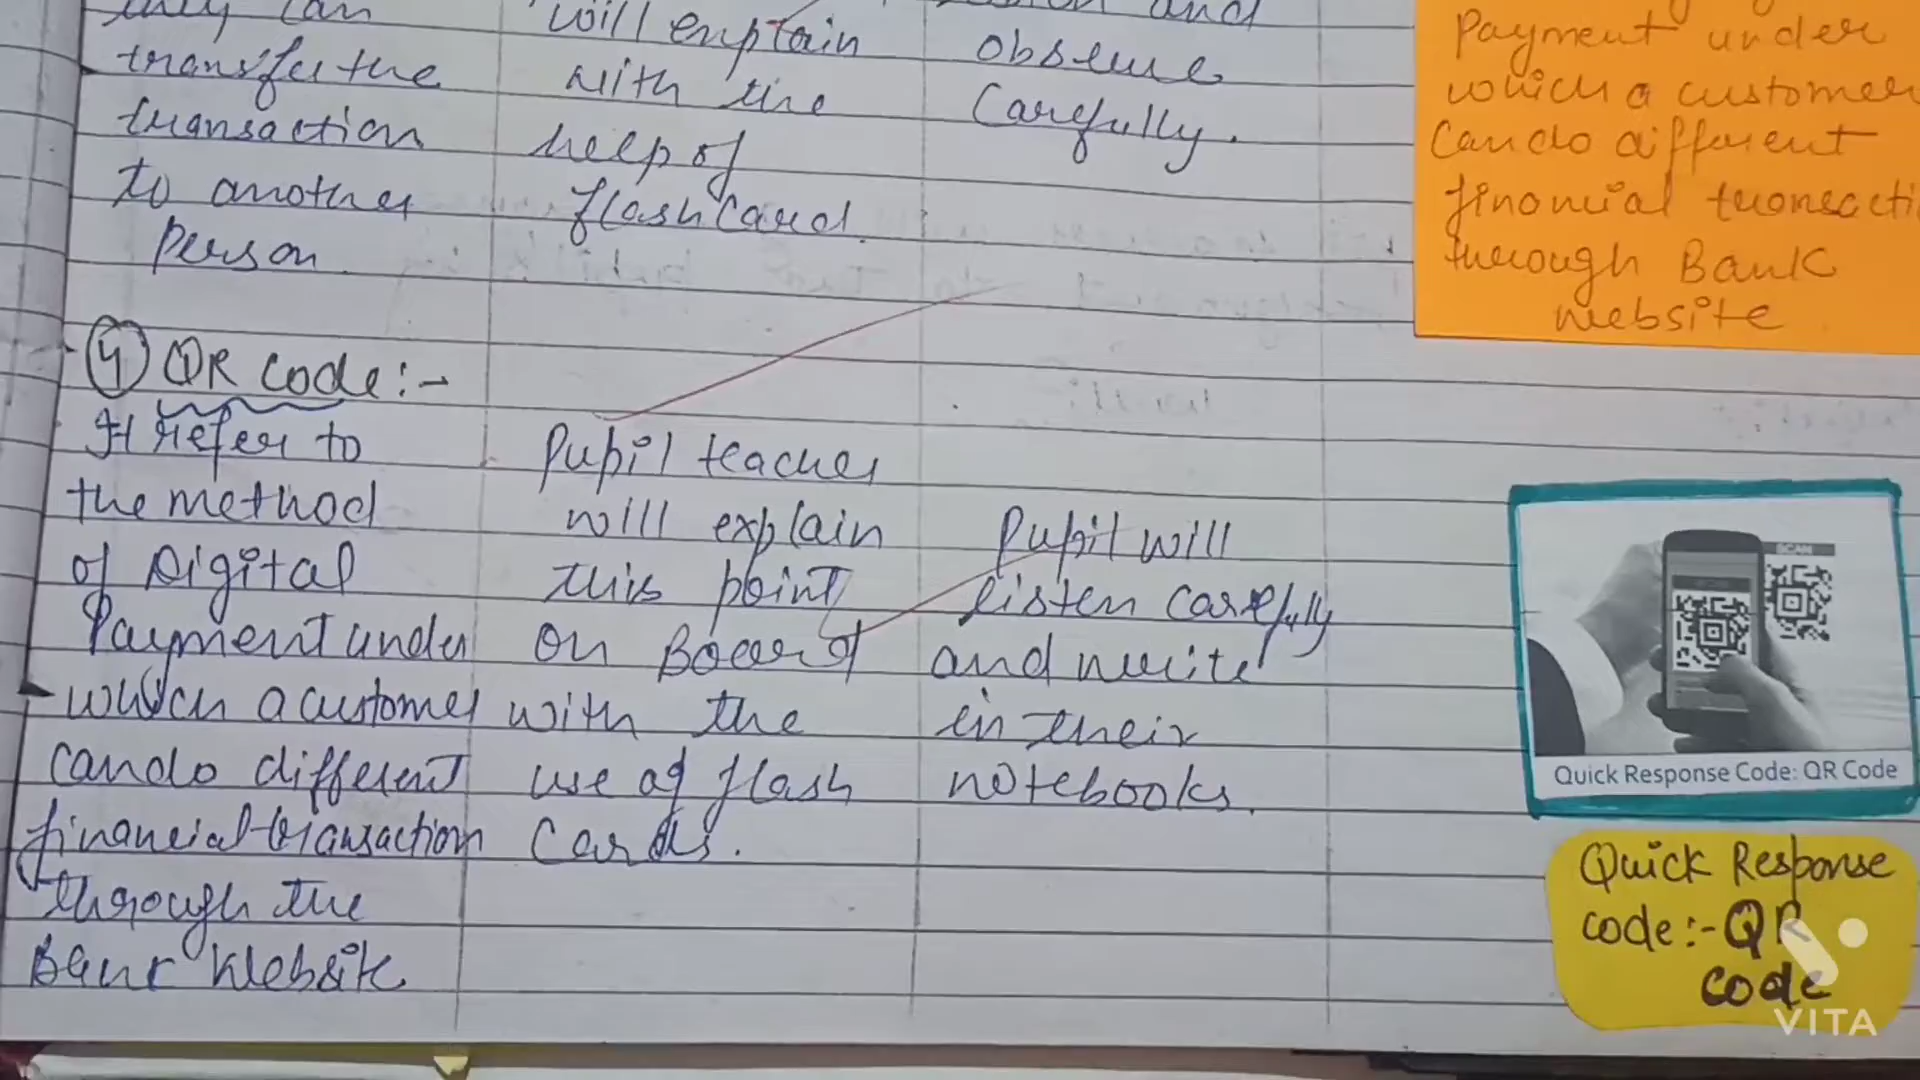 they can
transfer the
transaction
to another
person.
will explain
with the
help of
flash card.
and
observe
carefully.
Payment under
which a customer
can do different
financial transacti
through Bank
website
④ QR code:-
It refer to
the method
of Digital
Payment under
which a customer
can do different
financial transaction
through the
Bank Website
Pupil teacher
will explain
this point
on Board
with the
use of flash
cards.
Pupil will
listen carefully
and write
in their
notebooks.
SCAN
Quick Response Code: QR Code
Quick Response
code:- QR
code
VITA